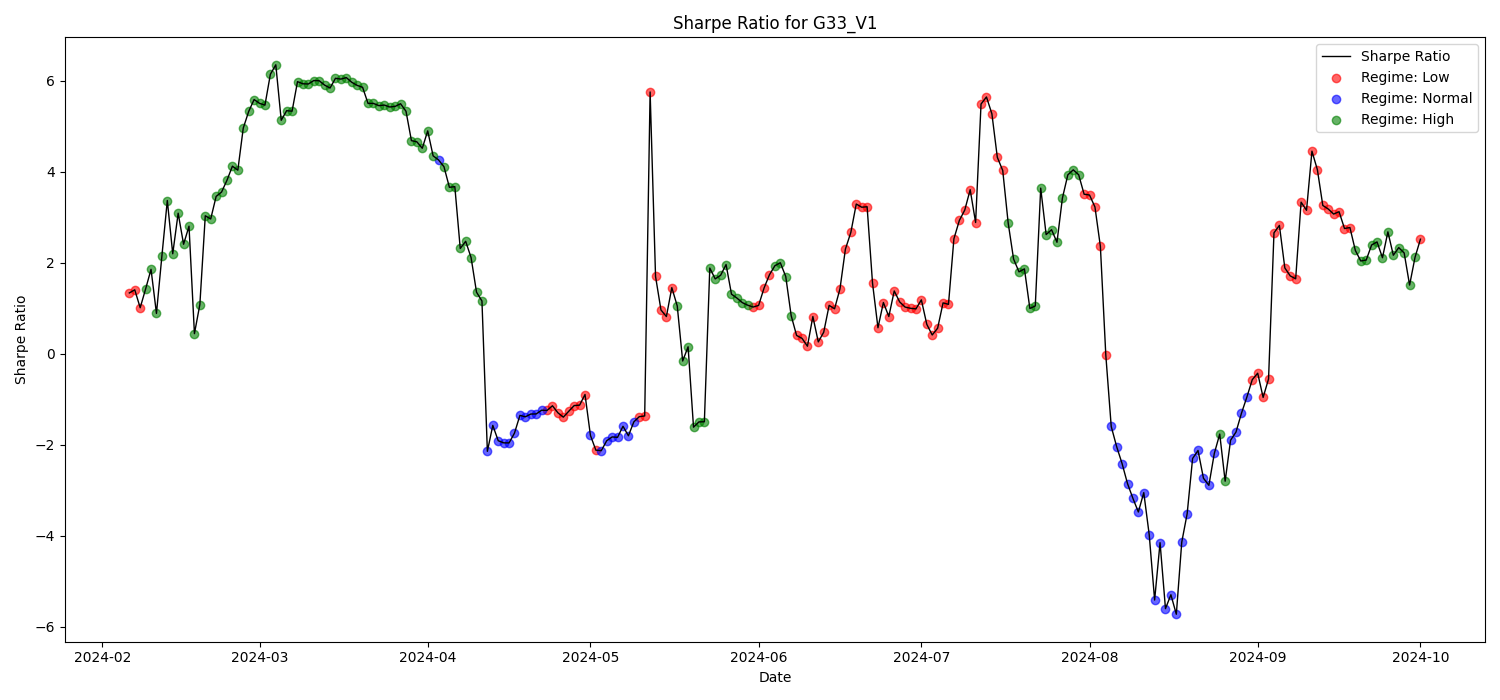 Sharpe Ratio for G33_V1
Sharpe Ratio
Regime: Low
Regime: Normal
Regime: High
Sharpe Ratio
6
4
2
0
−2
−4
−6
2024-02
2024-03
2024-04
2024-05
2024-06
2024-07
2024-08
2024-09
2024-10
Date